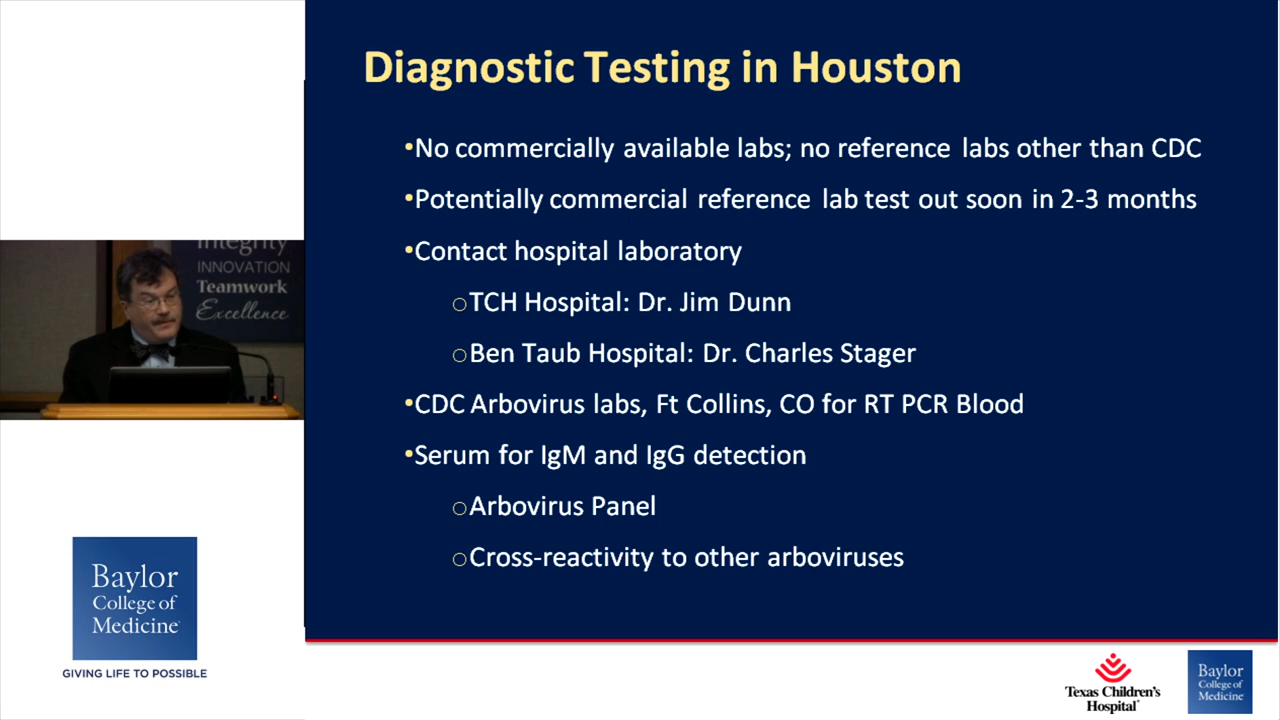 Diagnostic Testing in Houston
•No commercially available labs; no reference labs other than CDC
•Potentially commercial reference lab test out soon in 2-3 months
•Contact hospital laboratory
○TCH Hospital: Dr. Jim Dunn
○Ben Taub Hospital: Dr. Charles Stager
•CDC Arbovirus labs, Ft Collins, CO for RT PCR Blood
•Serum for IgM and IgG detection
○Arbovirus Panel
○Cross-reactivity to other arboviruses
Integrity
INNOVATION
Teamwork
Excellence
Baylor
College of
Medicine
GIVING LIFE TO POSSIBLE
Texas Children's
Hospital
Baylor
College of
Medicine